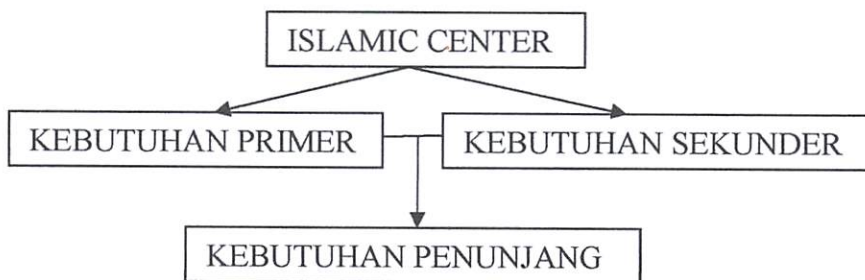 ISLAMIC CENTER
KEBUTUHAN PRIMER
KEBUTUHAN SEKUNDER
KEBUTUHAN PENUNJANG